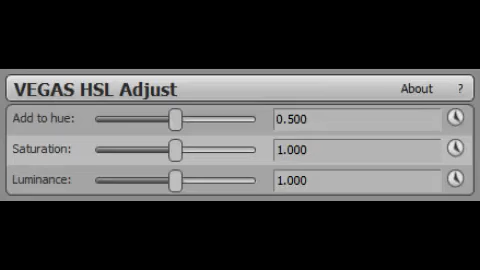 VEGAS HSL Adjust About ?
Add to hue: 0.500
Saturation: 1.000
Luminance: 1.000